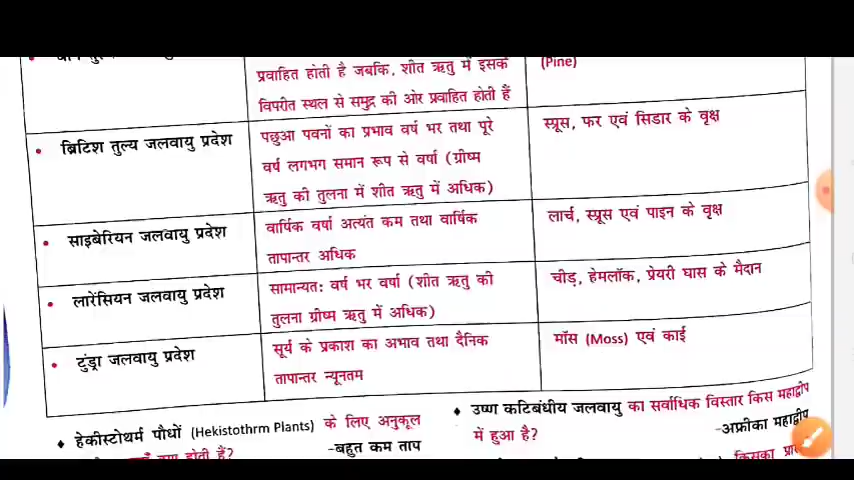 प्रवाहित होती है जबकि, शीत ऋतु में इसके
(Pine)
विपरीत स्थल से समुद्र की ओर प्रवाहित होती हैं
ब्रिटिश तुल्य जलवायु प्रदेश
पछुआ पवनों का प्रभाव वर्ष भर तथा पूरे
वर्ष लगभग समान रूप से वर्षा (ग्रीष्म
ऋतु की तुलना में शीत ऋतु में अधिक)
स्प्रूस, फर एवं सिडार के वृक्ष
साइबेरियन जलवायु प्रदेश
वार्षिक वर्षा अत्यंत कम तथा वार्षिक
तापान्तर अधिक
लार्च, स्प्रूस एवं पाइन के वृक्ष
लारेंसियन जलवायु प्रदेश
सामान्यत: वर्ष भर वर्षा (शीत ऋतु की
तुलना ग्रीष्म ऋतु में अधिक)
चीड़, हेमलॉक, प्रेयरी घास के मैदान
टुंड्रा जलवायु प्रदेश
सूर्य के प्रकाश का अभाव तथा दैनिक
तापान्तर न्यूनतम
मॉस (Moss) एवं काई
♦ हेकीस्टोथर्म पौधों (Hekistothrm Plants) के लिए अनुकूल
होती हैं?
-बहुत कम ताप
♦ उष्ण कटिबंधीय जलवायु का सर्वाधिक विस्तार किस महाद्वीप
में हुआ है?
-अफ्रीका महाद्वीप
किसका